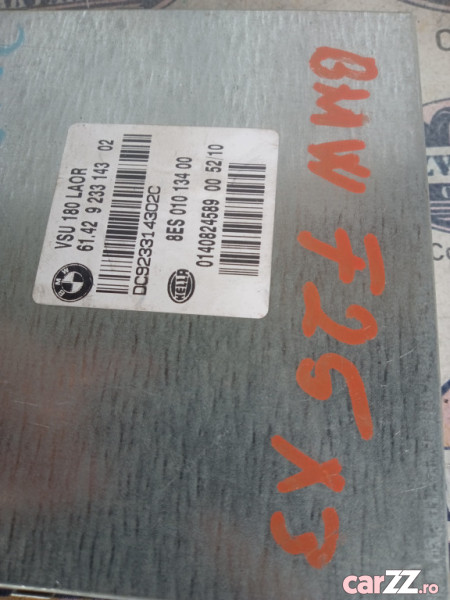 VSU 180 LAOR
61.42 9 233 143 02
DC923314302C
8ES 010 134 00
0140824589 00 52/10
BMW
HELLA
BMW F25 X3
carZZ.ro